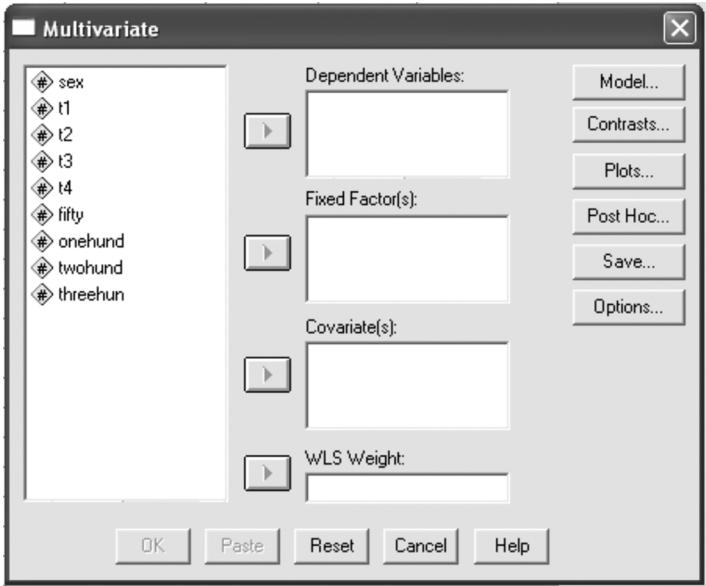 Multivariate
# sex
# t1
# t2
# t3
# t4
# fifty
# onehund
# twohund
# threehun
Dependent Variables:
Fixed Factor(s):
Covariate(s):
WLS Weight:
Model...
Contrasts...
Plots...
Post Hoc...
Save...
Options...
OK
Paste
Reset
Cancel
Help